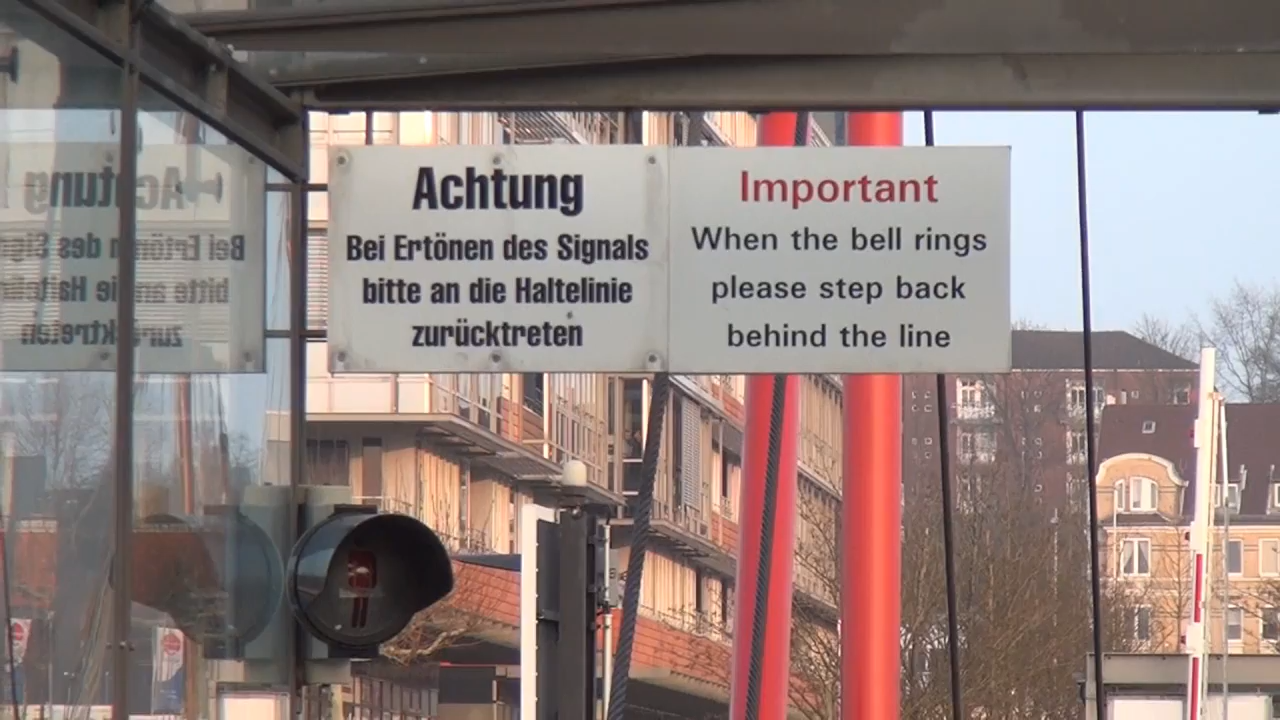 Achtung
Bei Ertönen des Signals
bitte an die Haltelinie
zurücktreten
Important
When the bell rings
please step back
behind the line